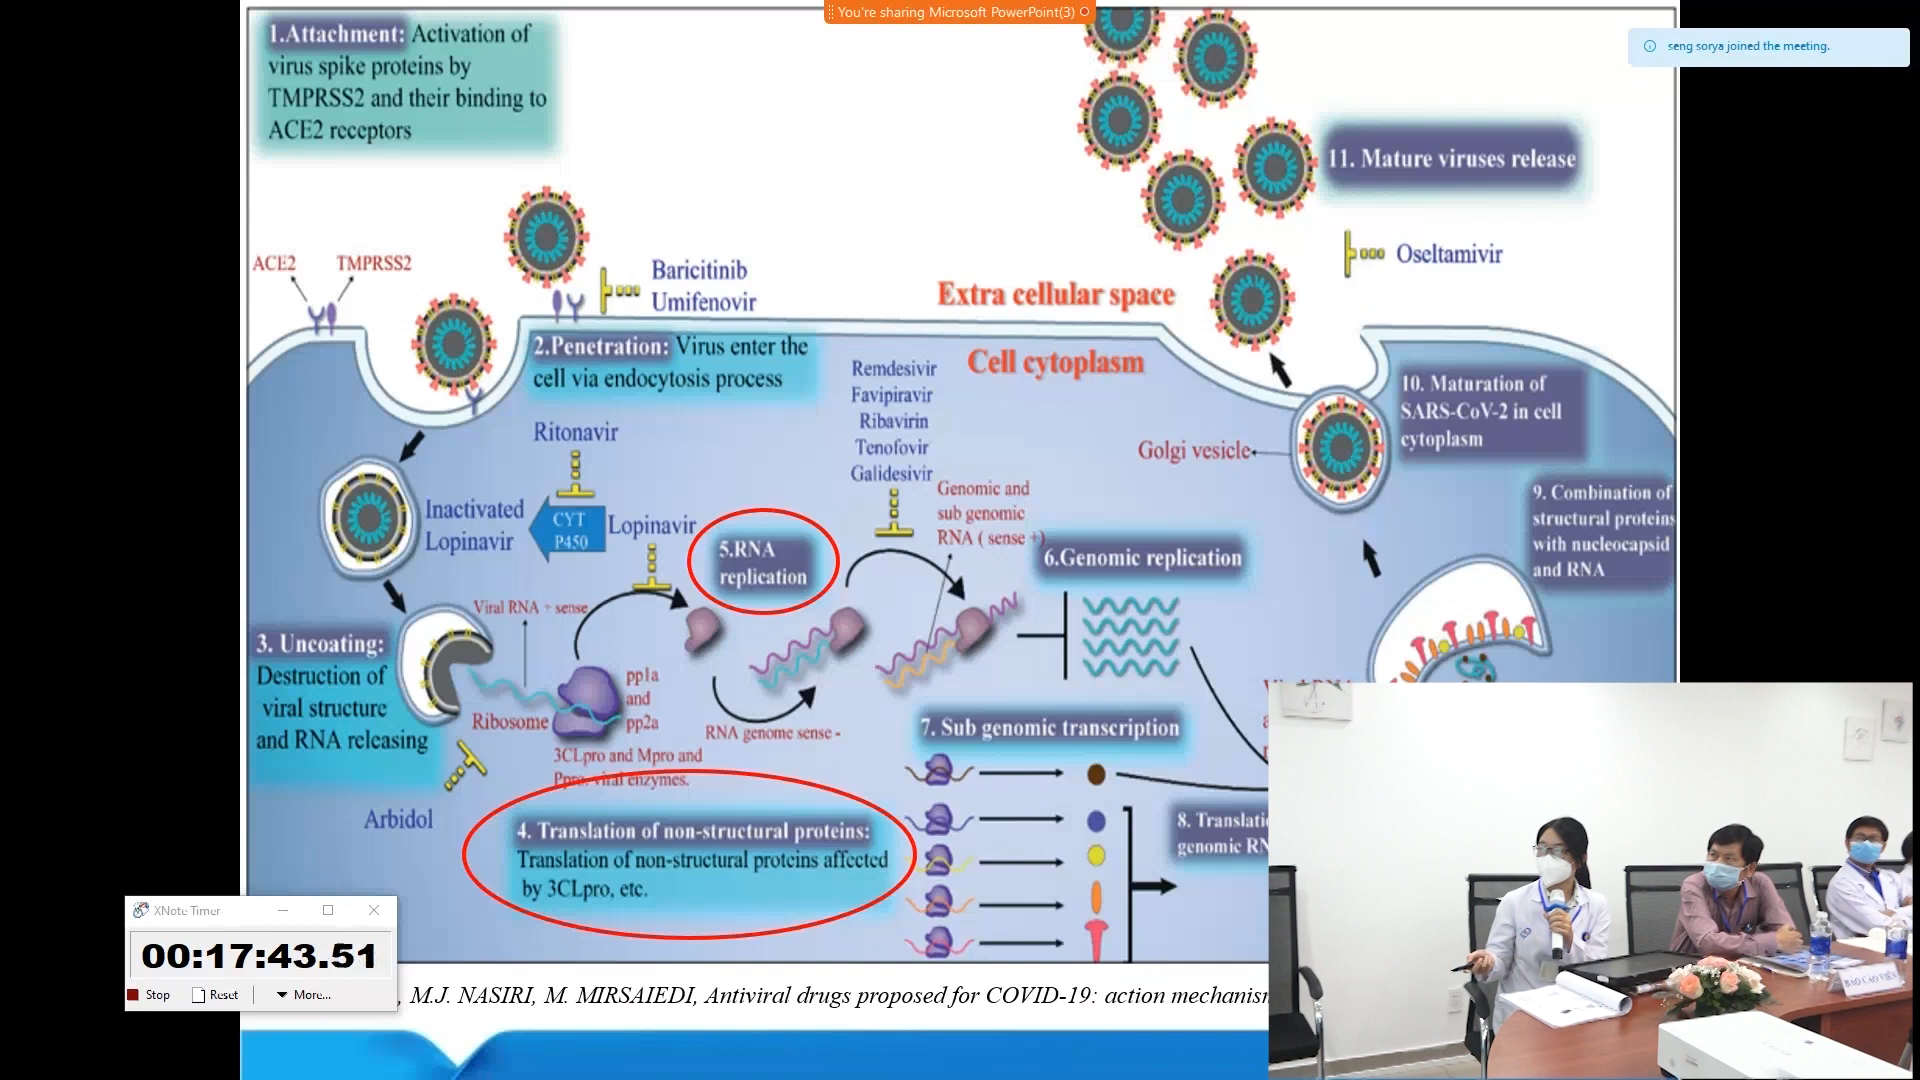 You're sharing Microsoft PowerPoint(3)
seng sorya joined the meeting.
1.Attachment: Activation of
virus spike proteins by
TMPRSS2 and their binding to
ACE2 receptors
11. Mature viruses release
ACE2
TMPRSS2
Baricitinib
Umifenovir
Oseltamivir
Extra cellular space
2.Penetration: Virus enter the
cell via endocytosis process
Cell cytoplasm
Remdesivir
Favipiravir
Ribavirin
Tenofovir
Galidesivir
10. Maturation of
SARS-CoV-2 in cell
cytoplasm
Golgi vesicle
Ritonavir
Inactivated
Lopinavir
CYT
P450
Lopinavir
5.RNA
replication
Genomic and
sub genomic
RNA ( sense +)
6.Genomic replication
9. Combination of
structural proteins
with nucleocapsid
and RNA
Viral RNA + sense
3. Uncoating:
Destruction of
viral structure
and RNA releasing
Ribosome
pp1a
and
pp2a
RNA genome sense -
3CLpro and Mpro and
Ppro: viral enzymes.
7. Sub genomic transcription
Arbidol
4. Translation of non-structural proteins:
Translation of non-structural proteins affected
by 3CLpro, etc.
8.
genomic
XNote Timer
00:17:43.51
Stop
Reset
More...
, M.J. NASIRI, M. MIRSAIEDI, Antiviral drugs proposed for COVID-19: action
BÁO CÁO VIÊN